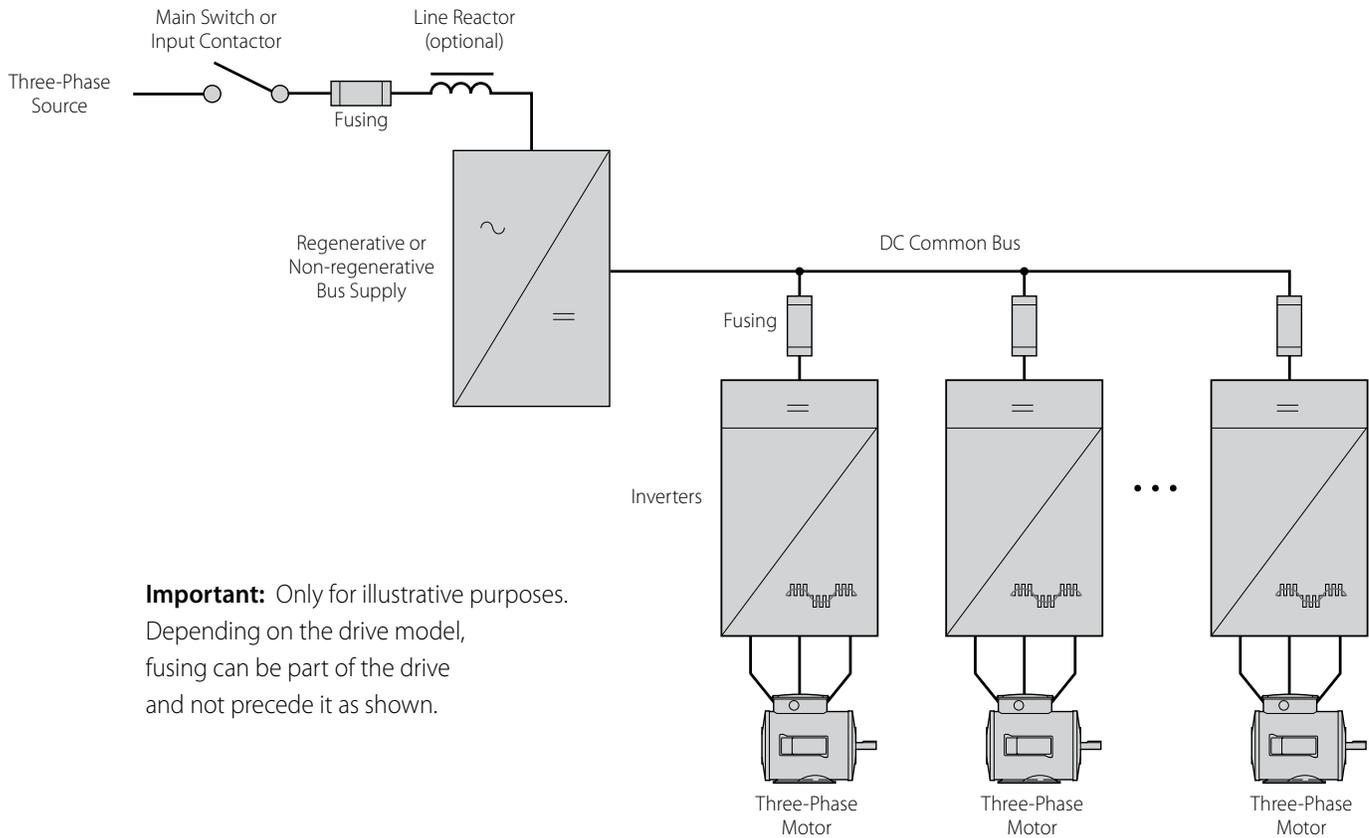 Main Switch or
Input Contactor
Line Reactor
(optional)
Three-Phase
Source
Fusing
Regenerative or
Non-regenerative
Bus Supply
DC Common Bus
Fusing
Inverters
Important: Only for illustrative purposes.
Depending on the drive model,
fusing can be part of the drive
and not precede it as shown.
Three-Phase
Motor
Three-Phase
Motor
Three-Phase
Motor